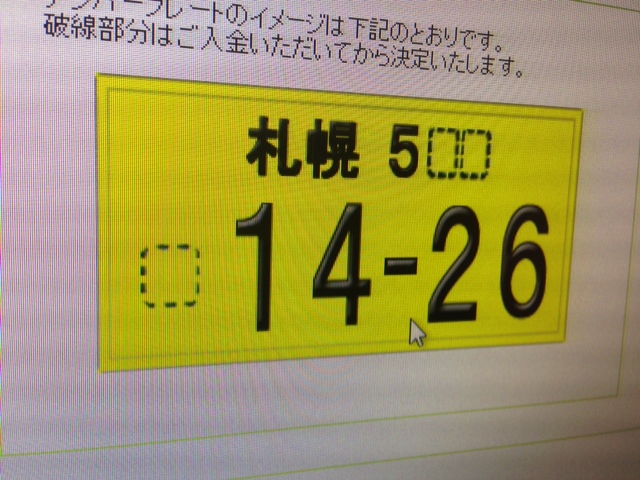 ナンバープレートのイメージは下記のとおりです。
破線部分はご入金いただいてから決定いたします。
札幌 5
14-26